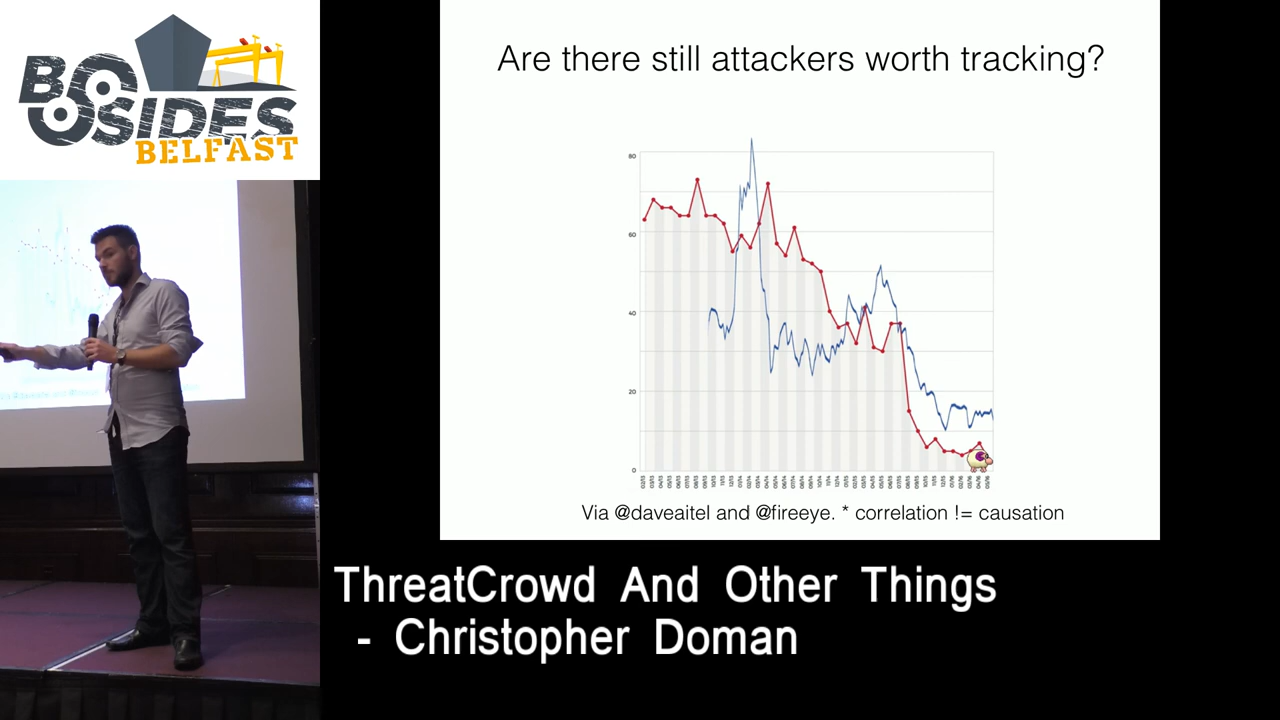 BSIDES
BELFAST
Are there still attackers worth tracking?
80
60
40
20
0
Via @daveaitel and @fireeye. * correlation != causation
ThreatCrowd And Other Things
- Christopher Doman